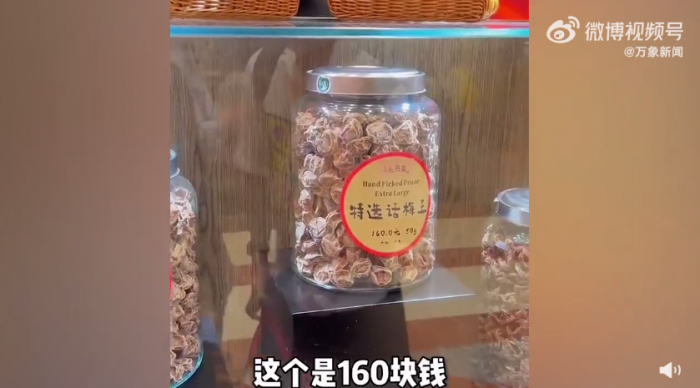 微博视频号
@万象新闻
Hand Picked Prune
Extra Large
特选话梅王
160.0元 50g
这个是160块钱